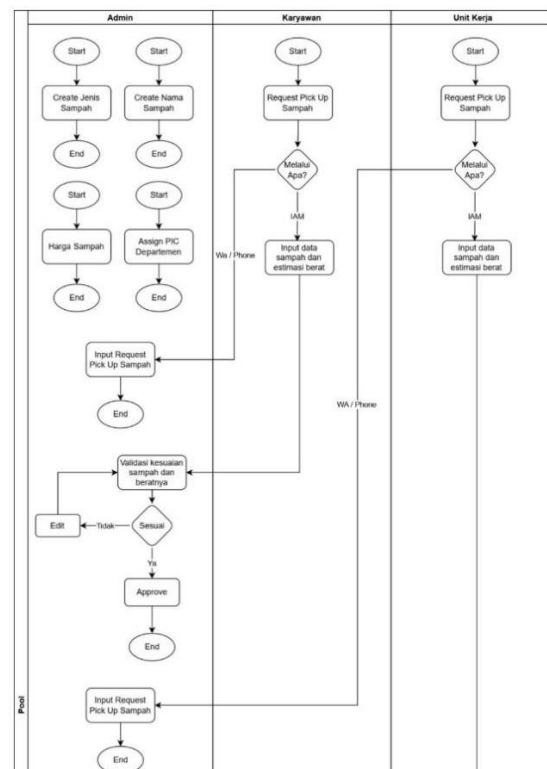 Admin
Karyawan
Unit Kerja
Start
Start
Create Jenis
Sampah
Create Nama
Sampah
End
End
Start
Start
Harga Sampah
Assign PIC
Departemen
End
End
Input Request
Pick Up Sampah
End
Validasi kesuaian
sampah dan
beratnya
Edit
Tidak
Sesuai
Ya
Approve
End
Input Request
Pick Up Sampah
End
Start
Request Pick Up
Sampah
Melalui
Apa?
Wa / Phone
IAM
Input data
sampah dan
estimasi berat
Start
Request Pick Up
Sampah
Melalui
Apa?
WA / Phone
IAM
Input data
sampah dan
estimasi berat
Pool